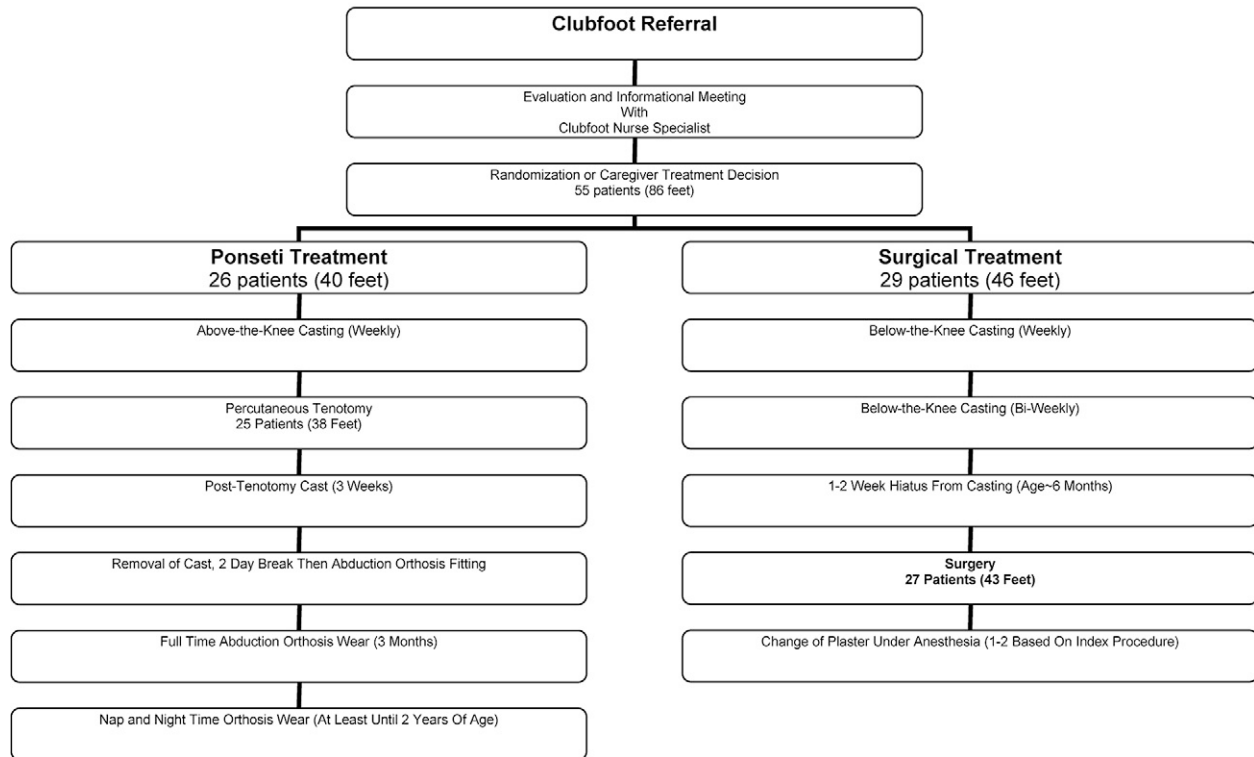 Clubfoot Referral
Evaluation and Informational Meeting
With
Clubfoot Nurse Specialist
Randomization or Caregiver Treatment Decision
55 patients (86 feet)
Ponseti Treatment
26 patients (40 feet)
Above-the-Knee Casting (Weekly)
Percutaneous Tenotomy
25 Patients (38 Feet)
Post-Tenotomy Cast (3 Weeks)
Removal of Cast, 2 Day Break Then Abduction Orthosis Fitting
Full Time Abduction Orthosis Wear (3 Months)
Nap and Night Time Orthosis Wear (At Least Until 2 Years Of Age)
Surgical Treatment
29 patients (46 feet)
Below-the-Knee Casting (Weekly)
Below-the-Knee Casting (Bi-Weekly)
1-2 Week Hiatus From Casting (Age~6 Months)
Surgery
27 Patients (43 Feet)
Change of Plaster Under Anesthesia (1-2 Based On Index Procedure)